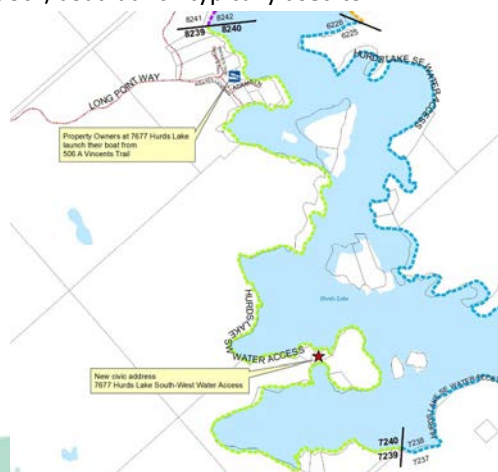 8241
8242
8239
8240
6226
6225
HURDS LAKE SE WATER ACCESS
LONG POINT WAY
Property Owners at 7677 Hurds Lake
launch their boat from
506 A Vincents Trail
Hurds Lake
HURDS LAKE
SW WATER ACCESS
New civic address
7677 Hurds Lake South-West Water Access
7240
7239
7238
7237